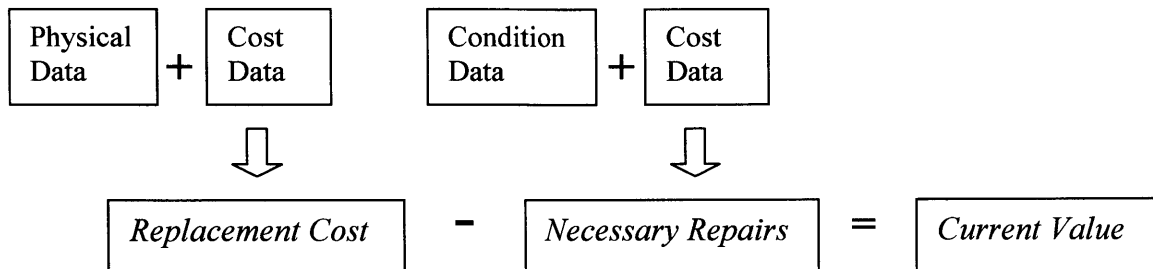 Physical
Data
+
Cost
Data
Condition
Data
+
Cost
Data
Replacement Cost - Necessary Repairs = Current Value